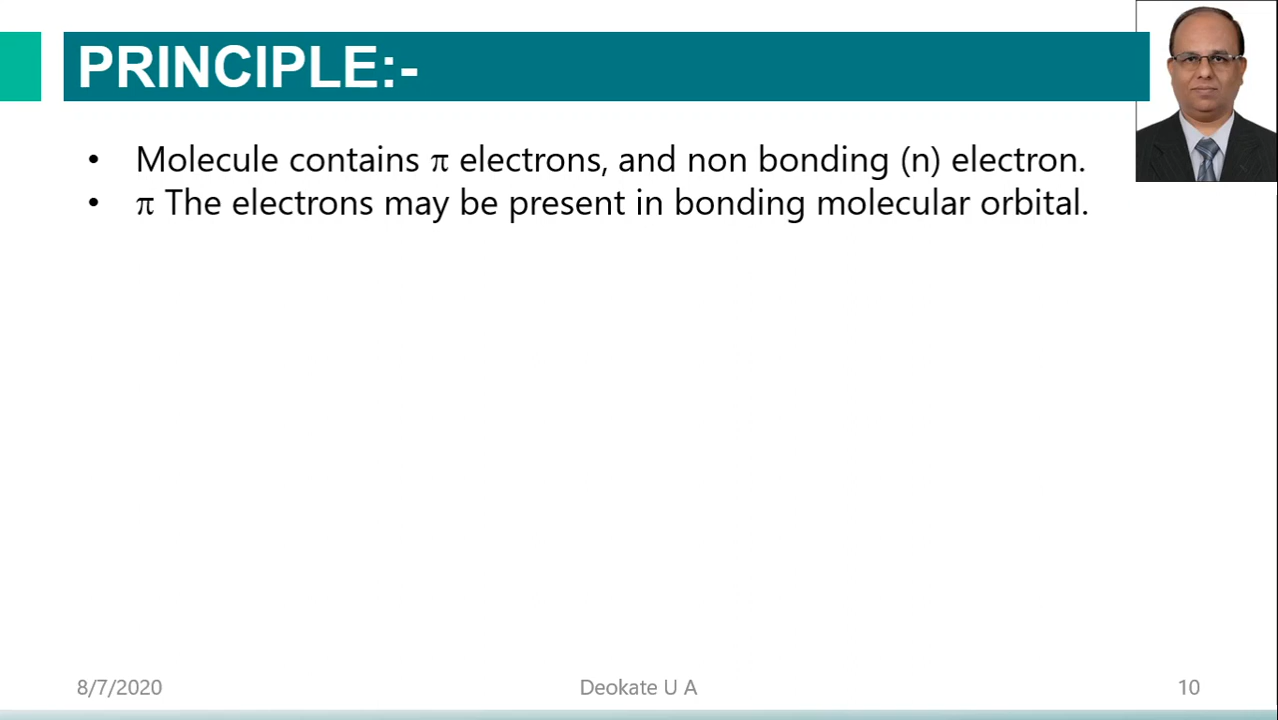 PRINCIPLE:-
• Molecule contains π electrons, and non bonding (n) electron.
• π The electrons may be present in bonding molecular orbital.
8/7/2020 Deokate U A 10